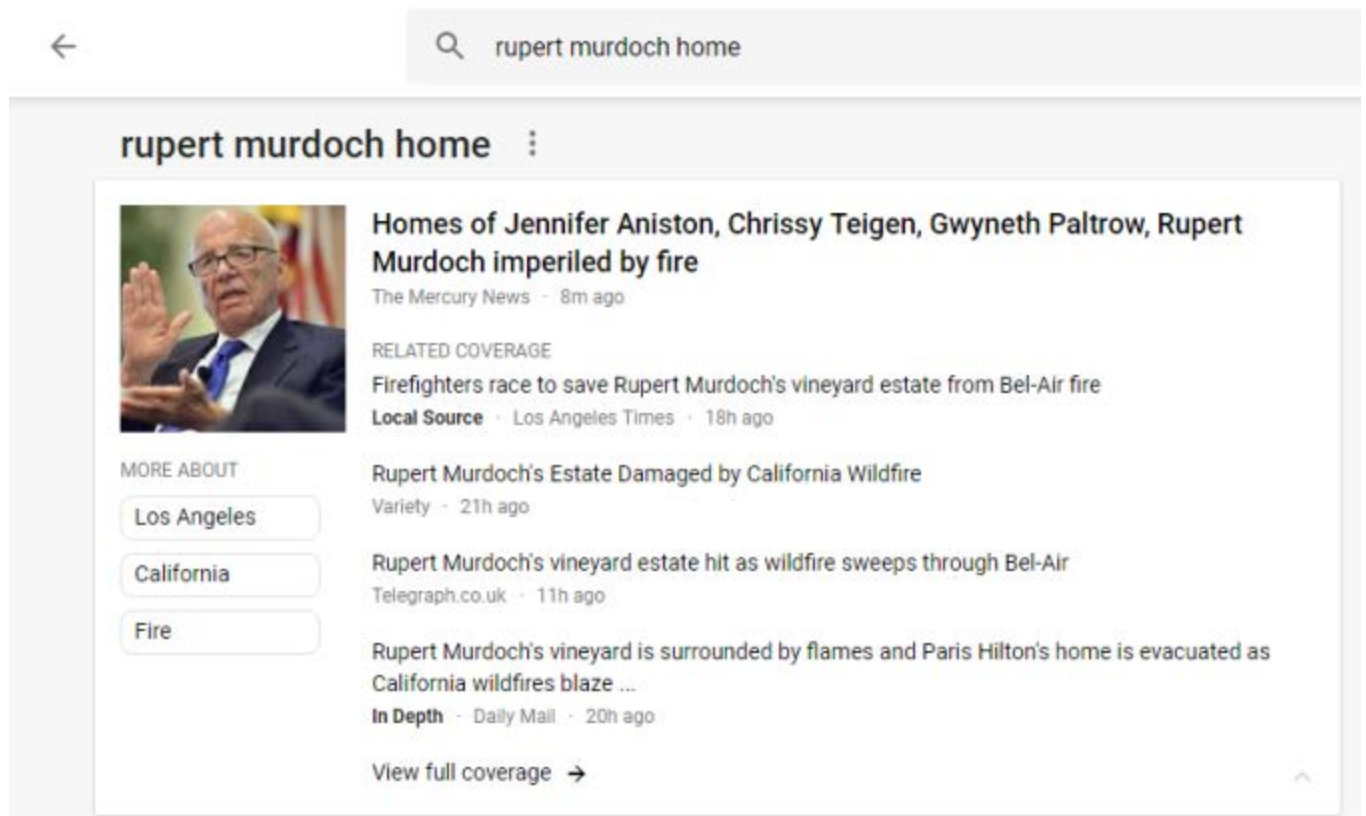 rupert murdoch home
rupert murdoch home
Homes of Jennifer Aniston, Chrissy Teigen, Gwyneth Paltrow, Rupert
Murdoch imperiled by fire
The Mercury News · 8m ago
RELATED COVERAGE
Firefighters race to save Rupert Murdoch's vineyard estate from Bel-Air fire
Local Source · Los Angeles Times · 18h ago
Rupert Murdoch's Estate Damaged by California Wildfire
Variety · 21h ago
Rupert Murdoch's vineyard estate hit as wildfire sweeps through Bel-Air
Telegraph.co.uk · 11h ago
Rupert Murdoch's vineyard is surrounded by flames and Paris Hilton's home is evacuated as
California wildfires blaze ...
In Depth · Daily Mail · 20h ago
View full coverage →
MORE ABOUT
Los Angeles
California
Fire